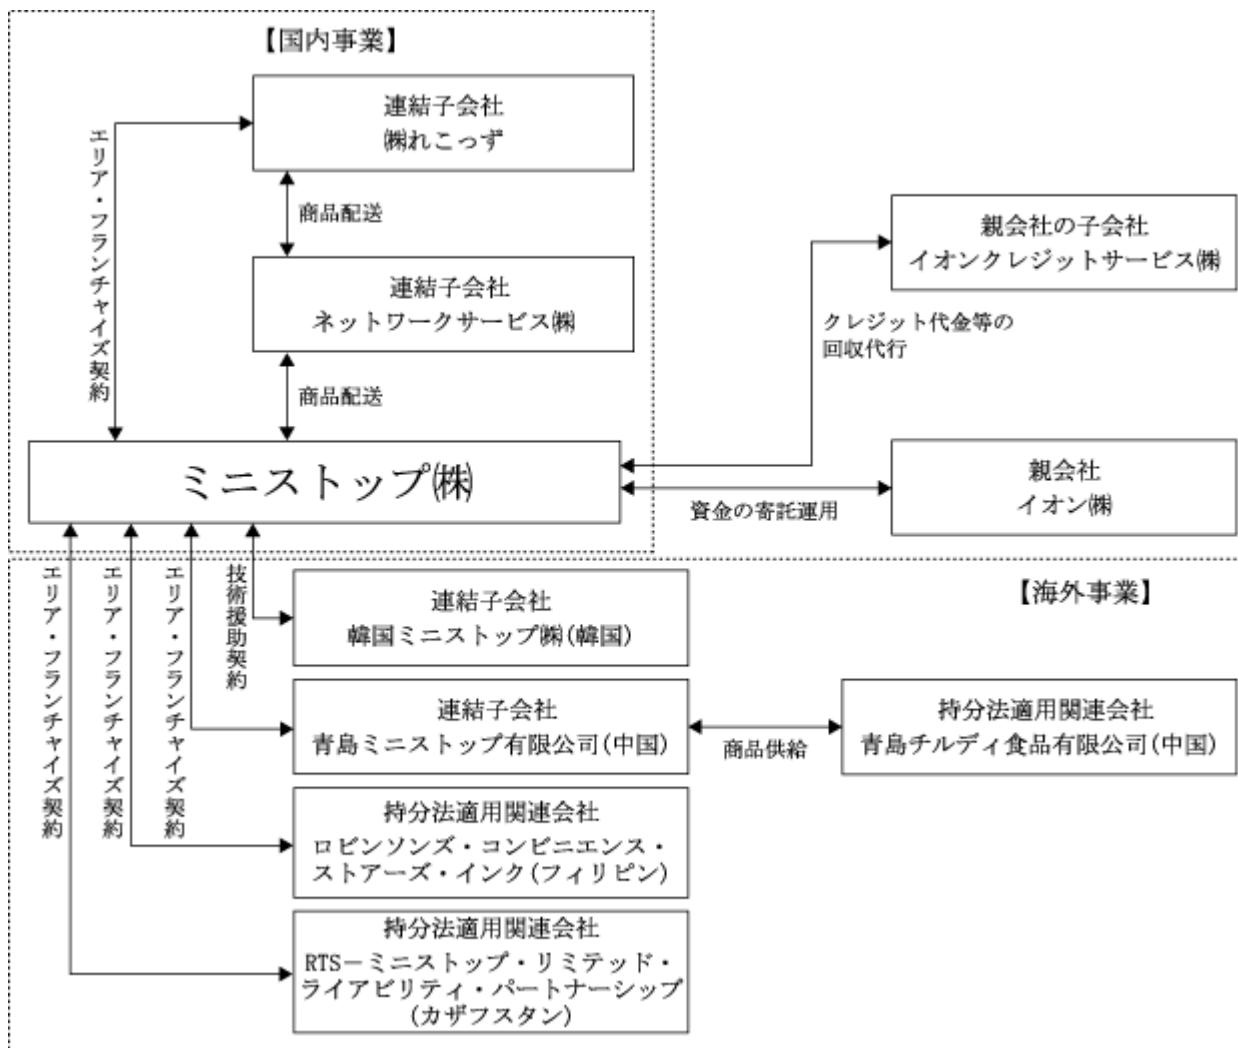 【国内事業】
連結子会社
㈱れこっず
エリア・フランチャイズ契約
商品配送
連結子会社
ネットワークサービス㈱
商品配送
ミニストップ㈱
親会社の子会社
イオンクレジットサービス㈱
クレジット代金等の
回収代行
親会社
イオン㈱
資金の寄託運用
【海外事業】
エリア・フランチャイズ契約
エリア・フランチャイズ契約
エリア・フランチャイズ契約
技術援助契約
連結子会社
韓国ミニストップ㈱(韓国)
連結子会社
青島ミニストップ有限公司(中国)
商品供給
持分法適用関連会社
青島チルディ食品有限公司(中国)
持分法適用関連会社
ロビンソンズ・コンビニエンス・
ストアーズ・インク(フィリピン)
持分法適用関連会社
RTS－ミニストップ・リミテッド・
ライアビリティ・パートナーシップ
(カザフスタン)